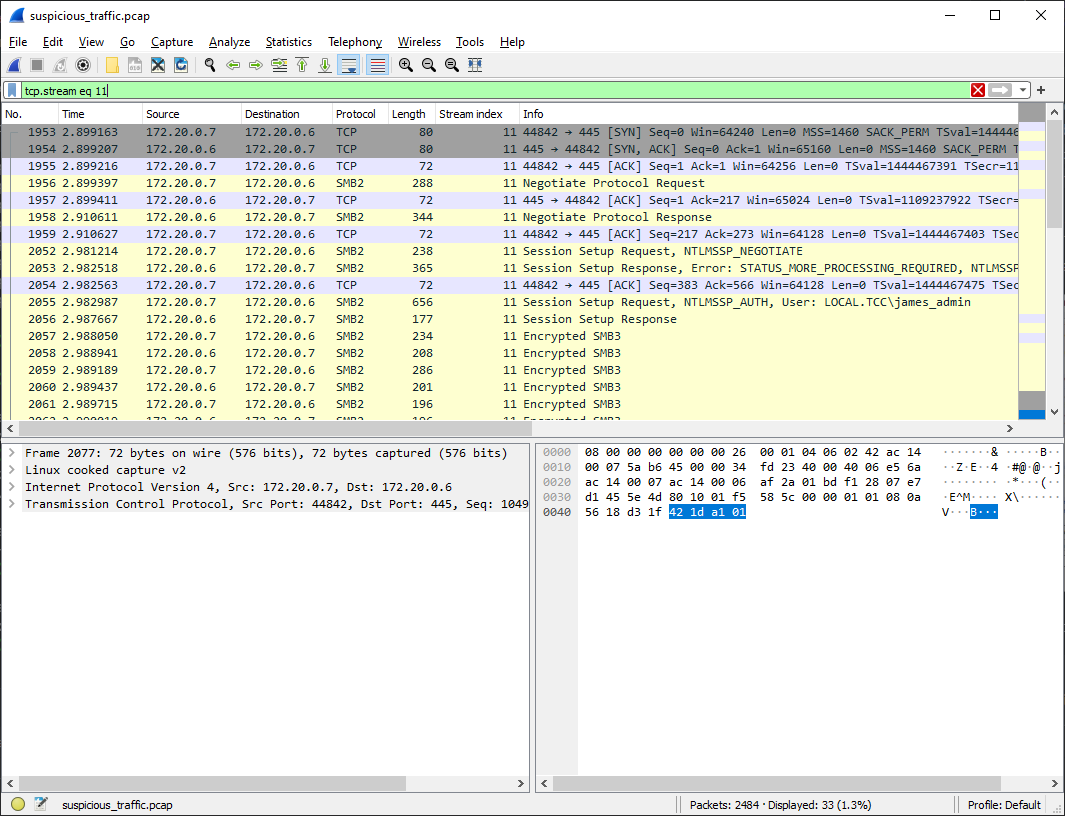 suspicious_traffic.pcap
File Edit View Go Capture Analyze Statistics Telephony Wireless Tools Help
tcp.stream eq 11
No. Time Source Destination Protocol Length Stream index Info
1953 2.899163 172.20.0.7 172.20.0.6 TCP 80 11 44842 → 445 [SYN] Seq=0 Win=64240 Len=0 MSS=1460 SACK_PERM TSval=144446
1954 2.899207 172.20.0.6 172.20.0.7 TCP 80 11 445 → 44842 [SYN, ACK] Seq=0 Ack=1 Win=65160 Len=0 MSS=1460 SACK_PERM T
1955 2.899216 172.20.0.7 172.20.0.6 TCP 72 11 44842 → 445 [ACK] Seq=1 Ack=1 Win=64256 Len=0 TSval=1444467391 TSecr=11
1956 2.899397 172.20.0.7 172.20.0.6 SMB2 288 11 Negotiate Protocol Request
1957 2.899411 172.20.0.6 172.20.0.7 TCP 72 11 445 → 44842 [ACK] Seq=1 Ack=217 Win=65024 Len=0 TSval=1109237922 TSecr=
1958 2.910611 172.20.0.6 172.20.0.7 SMB2 344 11 Negotiate Protocol Response
1959 2.910627 172.20.0.7 172.20.0.6 TCP 72 11 44842 → 445 [ACK] Seq=217 Ack=273 Win=64128 Len=0 TSval=1444467403 TSec
2052 2.981214 172.20.0.7 172.20.0.6 SMB2 238 11 Session Setup Request, NTLMSSP_NEGOTIATE
2053 2.982518 172.20.0.6 172.20.0.7 SMB2 365 11 Session Setup Response, Error: STATUS_MORE_PROCESSING_REQUIRED, NTLMSSP
2054 2.982563 172.20.0.7 172.20.0.6 TCP 72 11 44842 → 445 [ACK] Seq=383 Ack=566 Win=64128 Len=0 TSval=1444467475 TSec
2055 2.982987 172.20.0.7 172.20.0.6 SMB2 656 11 Session Setup Request, NTLMSSP_AUTH, User: LOCAL.TCC\james_admin
2056 2.987667 172.20.0.6 172.20.0.7 SMB2 177 11 Session Setup Response
2057 2.988050 172.20.0.7 172.20.0.6 SMB2 234 11 Encrypted SMB3
2058 2.988941 172.20.0.6 172.20.0.7 SMB2 208 11 Encrypted SMB3
2059 2.989189 172.20.0.7 172.20.0.6 SMB2 286 11 Encrypted SMB3
2060 2.989437 172.20.0.6 172.20.0.7 SMB2 201 11 Encrypted SMB3
2061 2.989715 172.20.0.7 172.20.0.6 SMB2 196 11 Encrypted SMB3
Frame 2077: 72 bytes on wire (576 bits), 72 bytes captured (576 bits)
Linux cooked capture v2
Internet Protocol Version 4, Src: 172.20.0.7, Dst: 172.20.0.6
Transmission Control Protocol, Src Port: 44842, Dst Port: 445, Seq: 1049
0000 08 00 00 00 00 00 00 26 00 01 04 06 02 42 ac 14 ·······& ·····B··
0010 00 07 5a b6 45 00 00 34 fd 23 40 00 40 06 e5 6a ··Z·E··4 ·#@·@··j
0020 ac 14 00 07 ac 14 00 06 af 2a 01 bd f1 28 07 e7 ········ ·*···(··
0030 d1 45 5e 4d 80 10 01 f5 58 5c 00 00 01 01 08 0a ·E^M···· X\······
0040 56 18 d3 1f 42 1d a1 01 V···B···
suspicious_traffic.pcap Packets: 2484 · Displayed: 33 (1.3%) Profile: Default